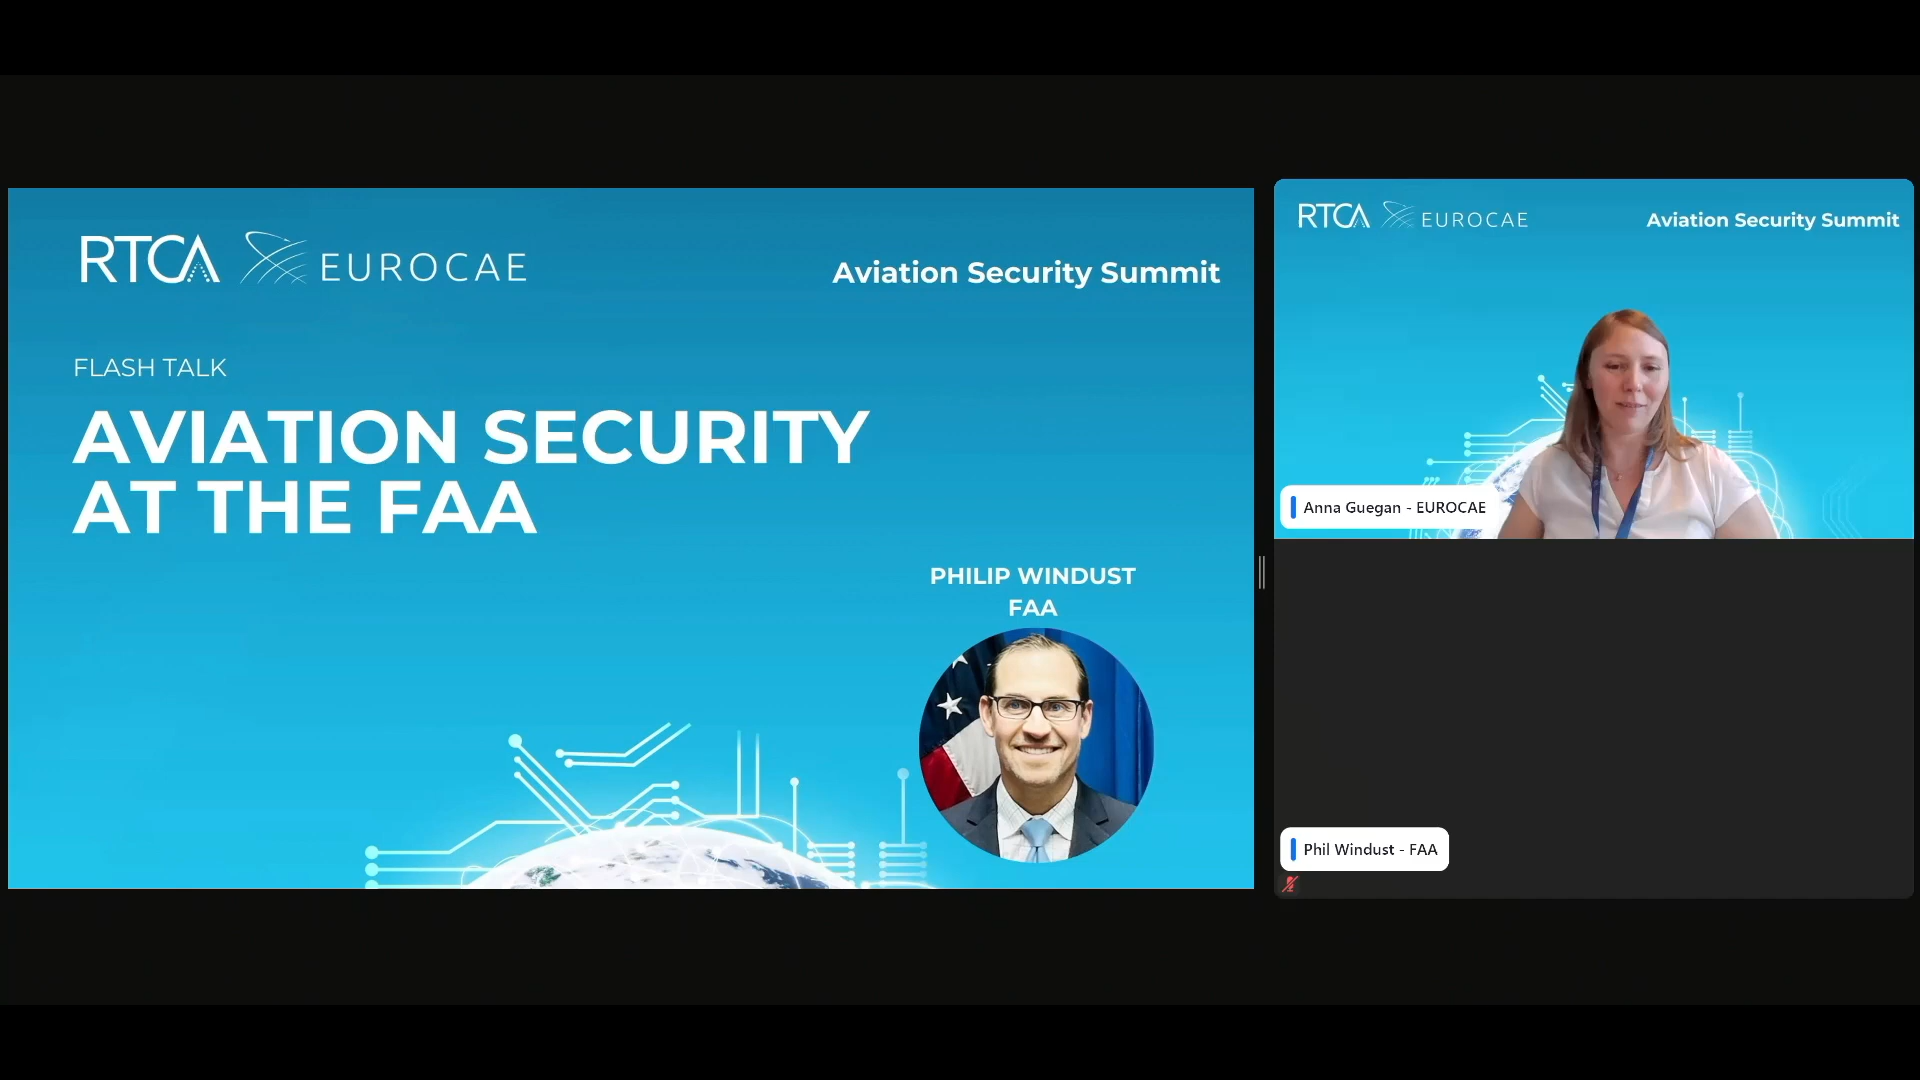 RTCA EUROCAE
Aviation Security Summit
FLASH TALK
AVIATION SECURITY
AT THE FAA
PHILIP WINDUST
FAA
RTCA EUROCAE
Aviation Security Summit
Anna Guegan - EUROCAE
Phil Windust - FAA